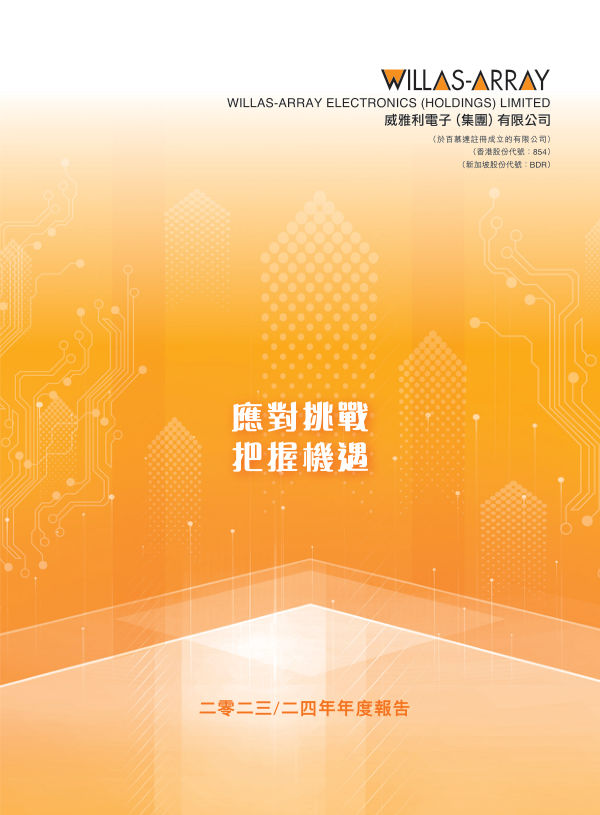 WILLAS-ARRAY
WILLAS-ARRAY ELECTRONICS (HOLDINGS) LIMITED
威雅利電子（集團）有限公司
（於百慕達註冊成立的有限公司）
（香港股份代號：854）
（新加坡股份代號：BDR）
應對挑戰
把握機遇
二零二三/二四年年度報告